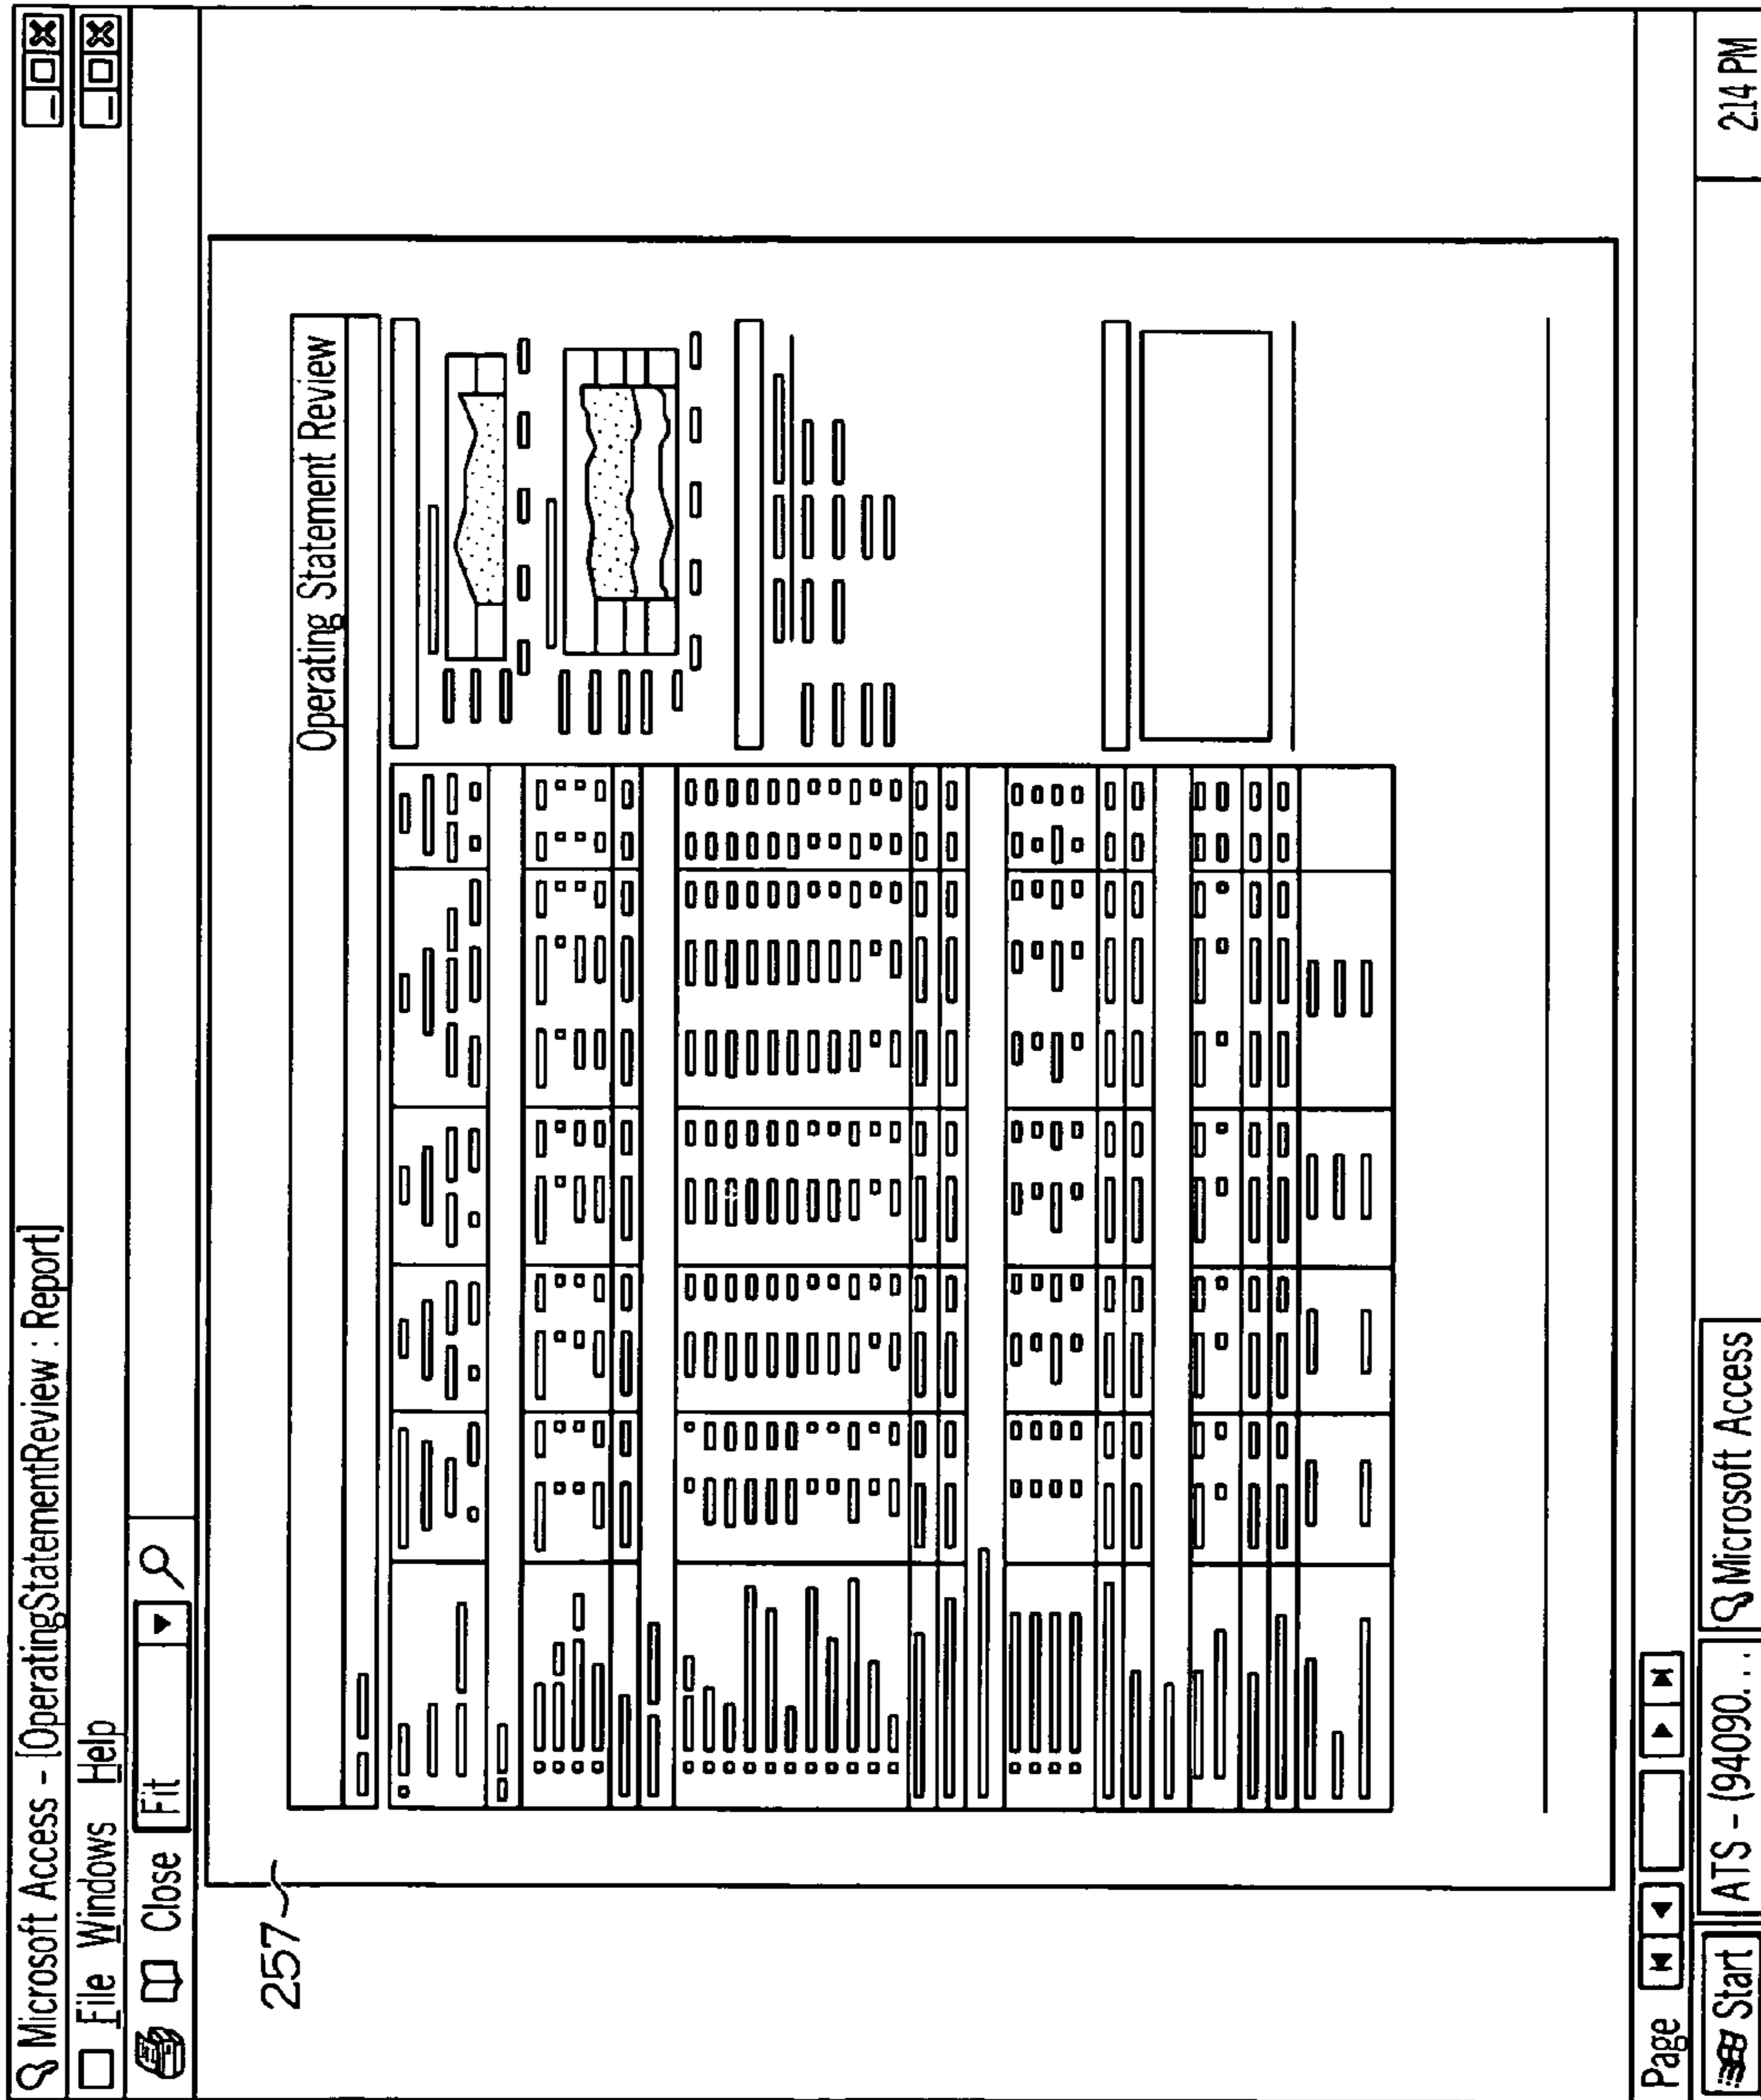 Microsoft Access - [OperatingStatementReview : Report]
File Windows Help
Close Fit
257
Operating Statement Review
Page
Start ATS - (94090... Microsoft Access 2:14 PM